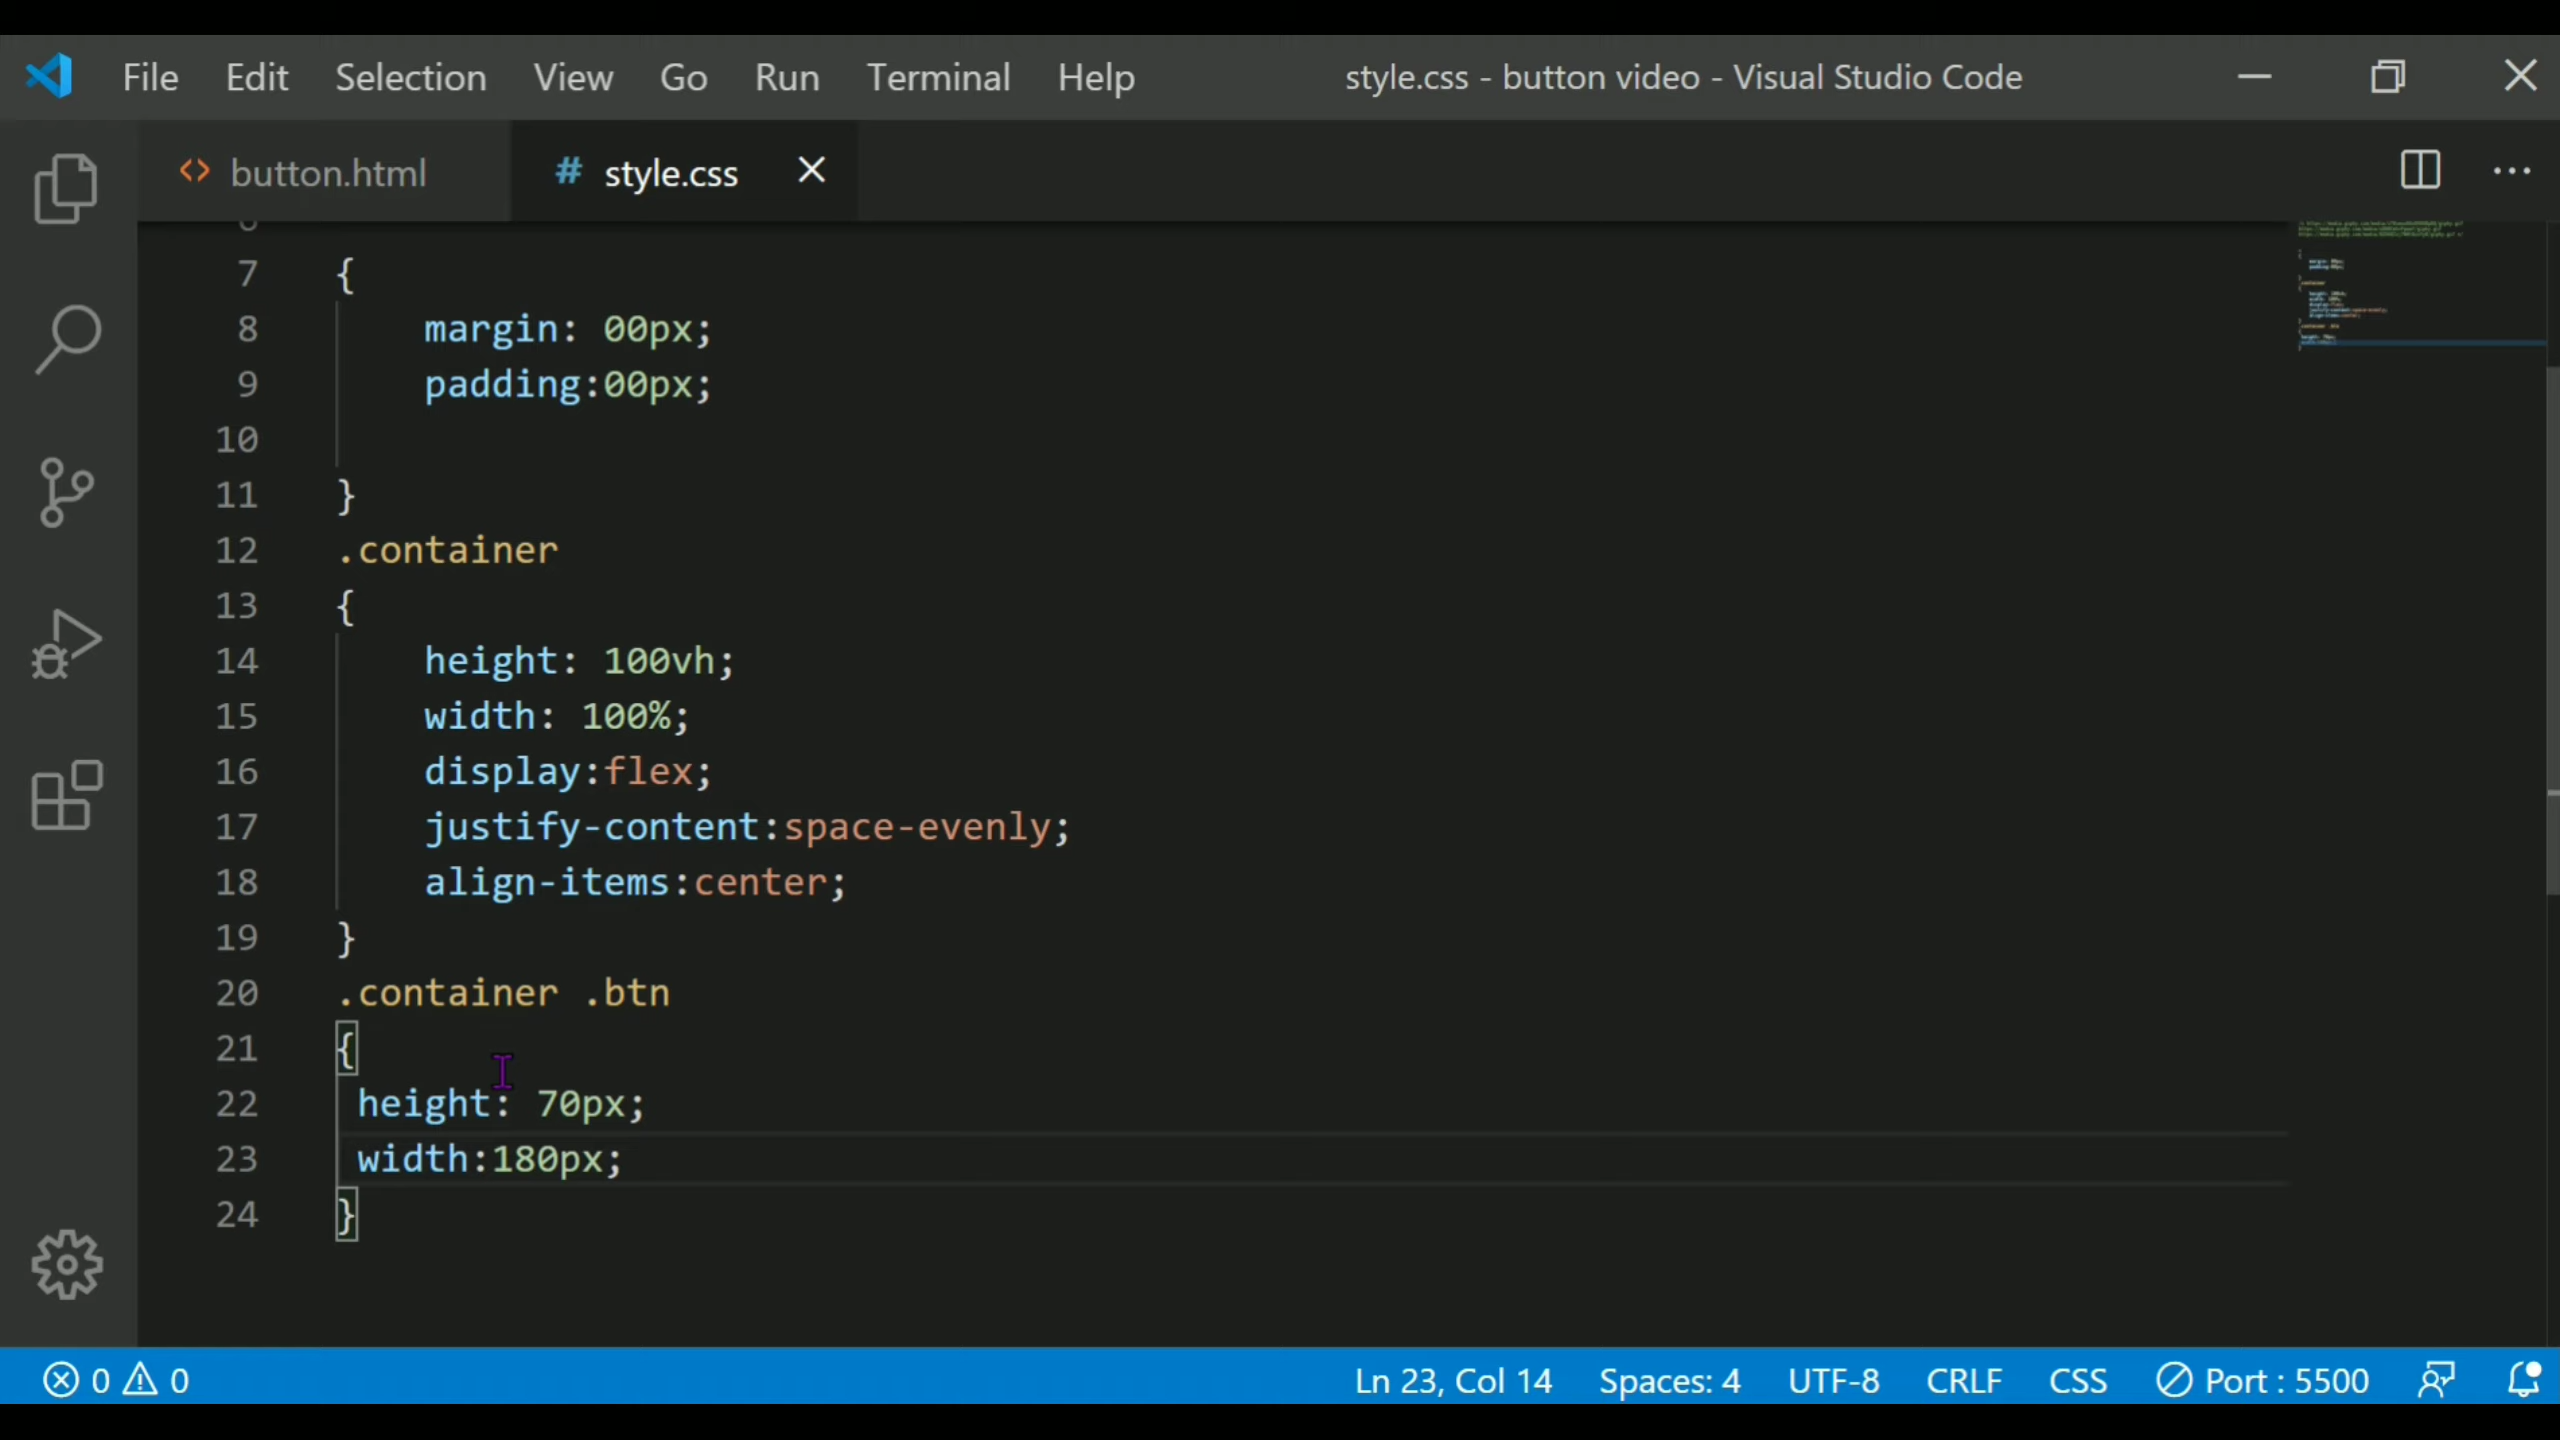 File Edit Selection View Go Run Terminal Help style.css - button video - Visual Studio Code
<> button.html # style.css
7 {
8 margin: 00px;
9 padding:00px;
10
11 }
12 .container
13 {
14 height: 100vh;
15 width: 100%;
16 display:flex;
17 justify-content:space-evenly;
18 align-items:center;
19 }
20 .container .btn
21 {
22 height: 70px;
23 width:180px;
24 }
0 0 Ln 23, Col 14 Spaces: 4 UTF-8 CRLF CSS Port : 5500